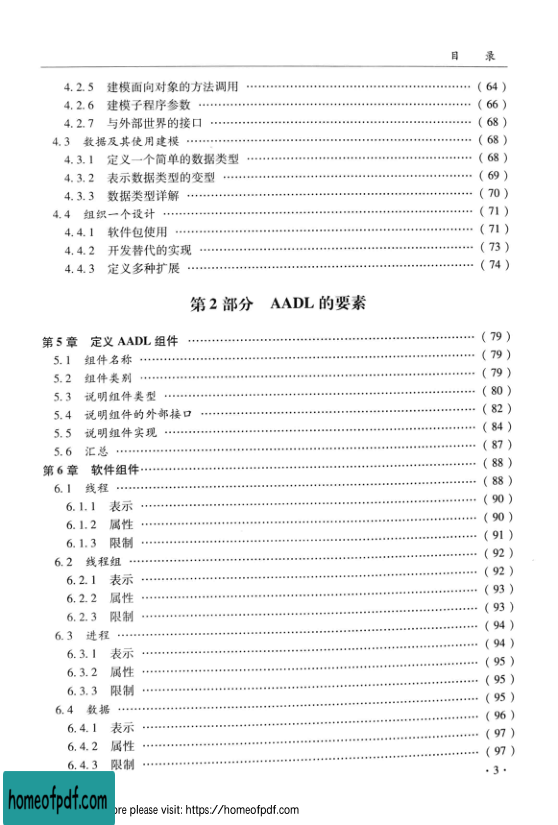 目 录
4.2.5 建模面向对象的方法调用 ……………………………………… (64)
4.2.6 建模子程序参数 ……………………………………… (66)
4.2.7 与外部世界的接口 ……………………………………… (68)
4.3 数据及其使用建模 ……………………………………… (68)
4.3.1 定义一个简单的数据类型 ……………………………………… (68)
4.3.2 表示数据类型的变型 ……………………………………… (69)
4.3.3 数据类型详解 ……………………………………… (70)
4.4 组织一个设计 ……………………………………… (71)
4.4.1 软件包使用 ……………………………………… (71)
4.4.2 开发替代的实现 ……………………………………… (73)
4.4.3 定义多种扩展 ……………………………………… (74)
第2部分 AADL的要素
第5章 定义AADL组件 ……………………………………… (79)
5.1 组件名称 ……………………………………… (79)
5.2 组件类别 ……………………………………… (79)
5.3 说明组件类型 ……………………………………… (80)
5.4 说明组件的外部接口 ……………………………………… (82)
5.5 说明组件实现 ……………………………………… (84)
5.6 汇总 ……………………………………… (87)
第6章 软件组件 ……………………………………… (88)
6.1 线程 ……………………………………… (88)
6.1.1 表示 ……………………………………… (90)
6.1.2 属性 ……………………………………… (90)
6.1.3 限制 ……………………………………… (91)
6.2 线程组 ……………………………………… (92)
6.2.1 表示 ……………………………………… (92)
6.2.2 属性 ……………………………………… (93)
6.2.3 限制 ……………………………………… (93)
6.3 进程 ……………………………………… (94)
6.3.1 表示 ……………………………………… (94)
6.3.2 属性 ……………………………………… (95)
6.3.3 限制 ……………………………………… (95)
6.4 数据 ……………………………………… (95)
6.4.1 表示 ……………………………………… (96)
6.4.2 属性 ……………………………………… (97)
6.4.3 限制 ……………………………………… (97)
·3·
homeofpdf.com
ore please visit: https://homeofpdf.com